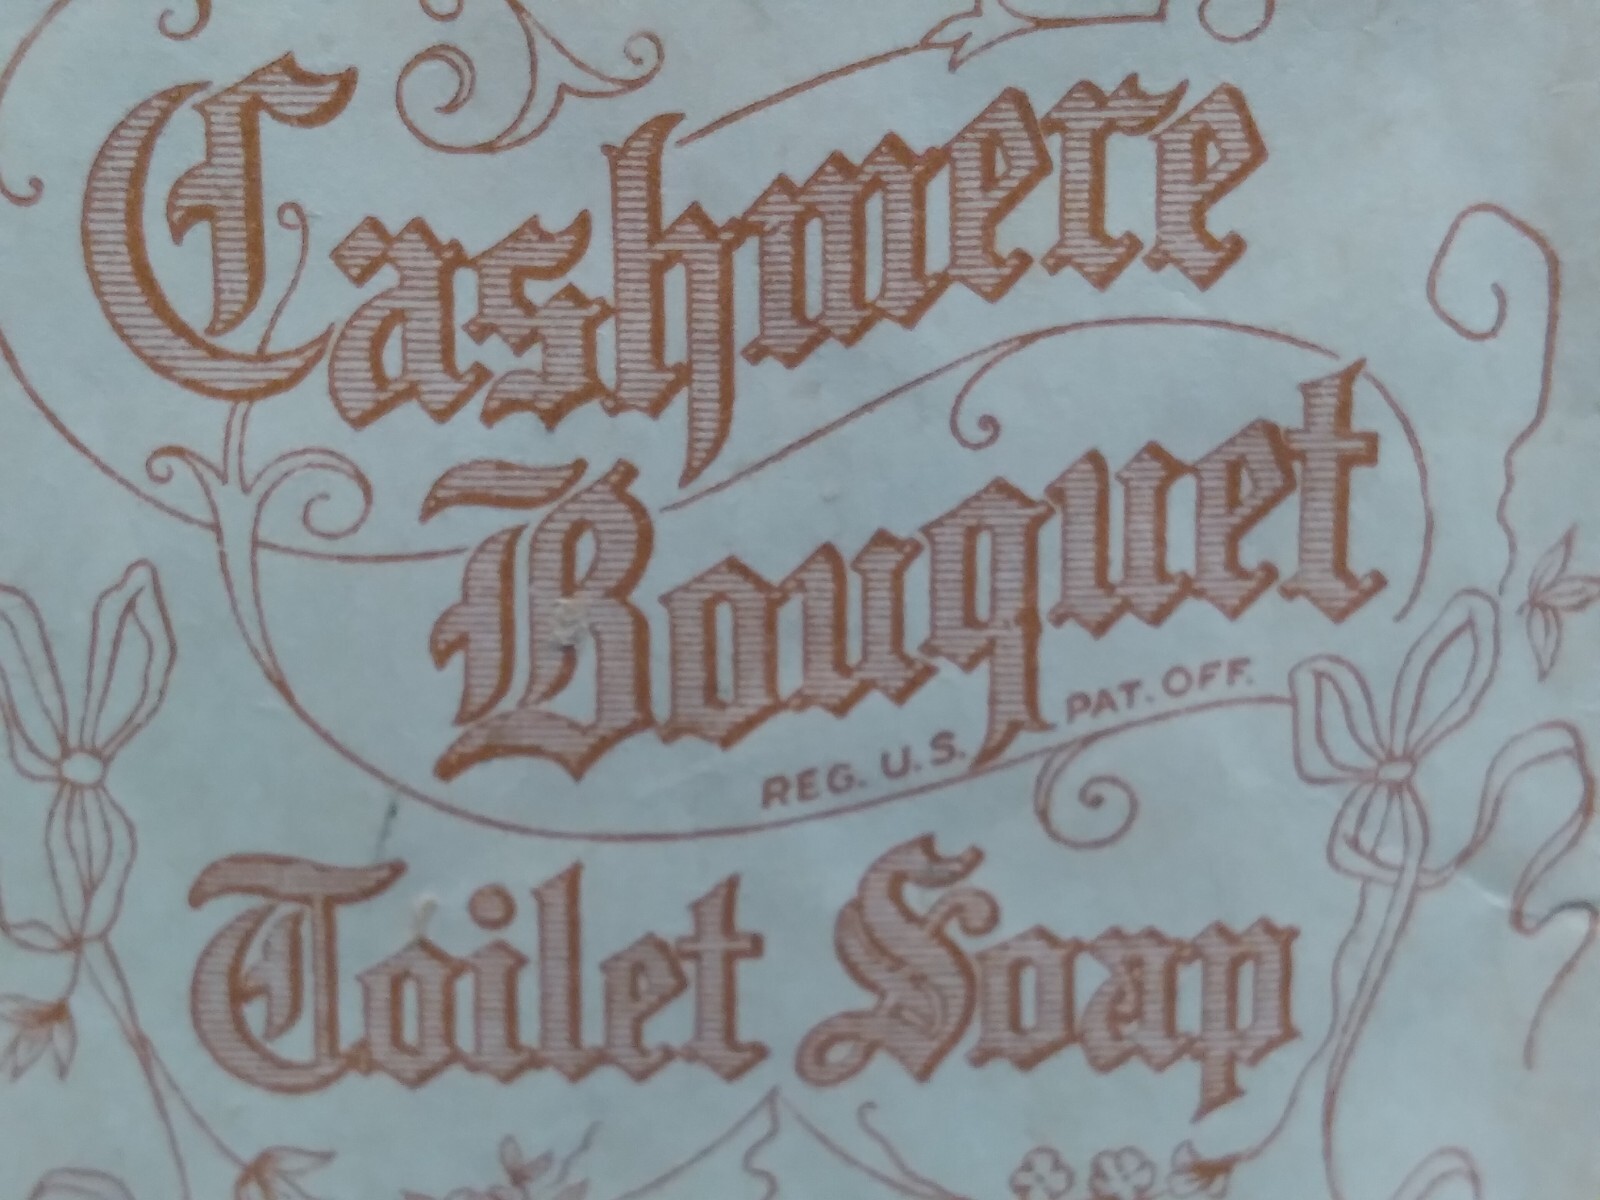 Cashmere
Bouquet
REG. U.S. PAT. OFF.
Toilet Soap